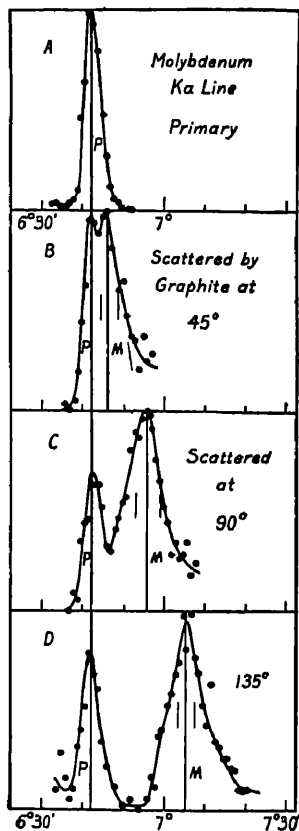 A
Molybdenum
Ka Line
Primary
P
6°30'
7°
B
Scattered by
Graphite at
45°
P
M
C
Scattered
at
90°
P
M
D
135°
P
M
6°30'
7°
7°30'